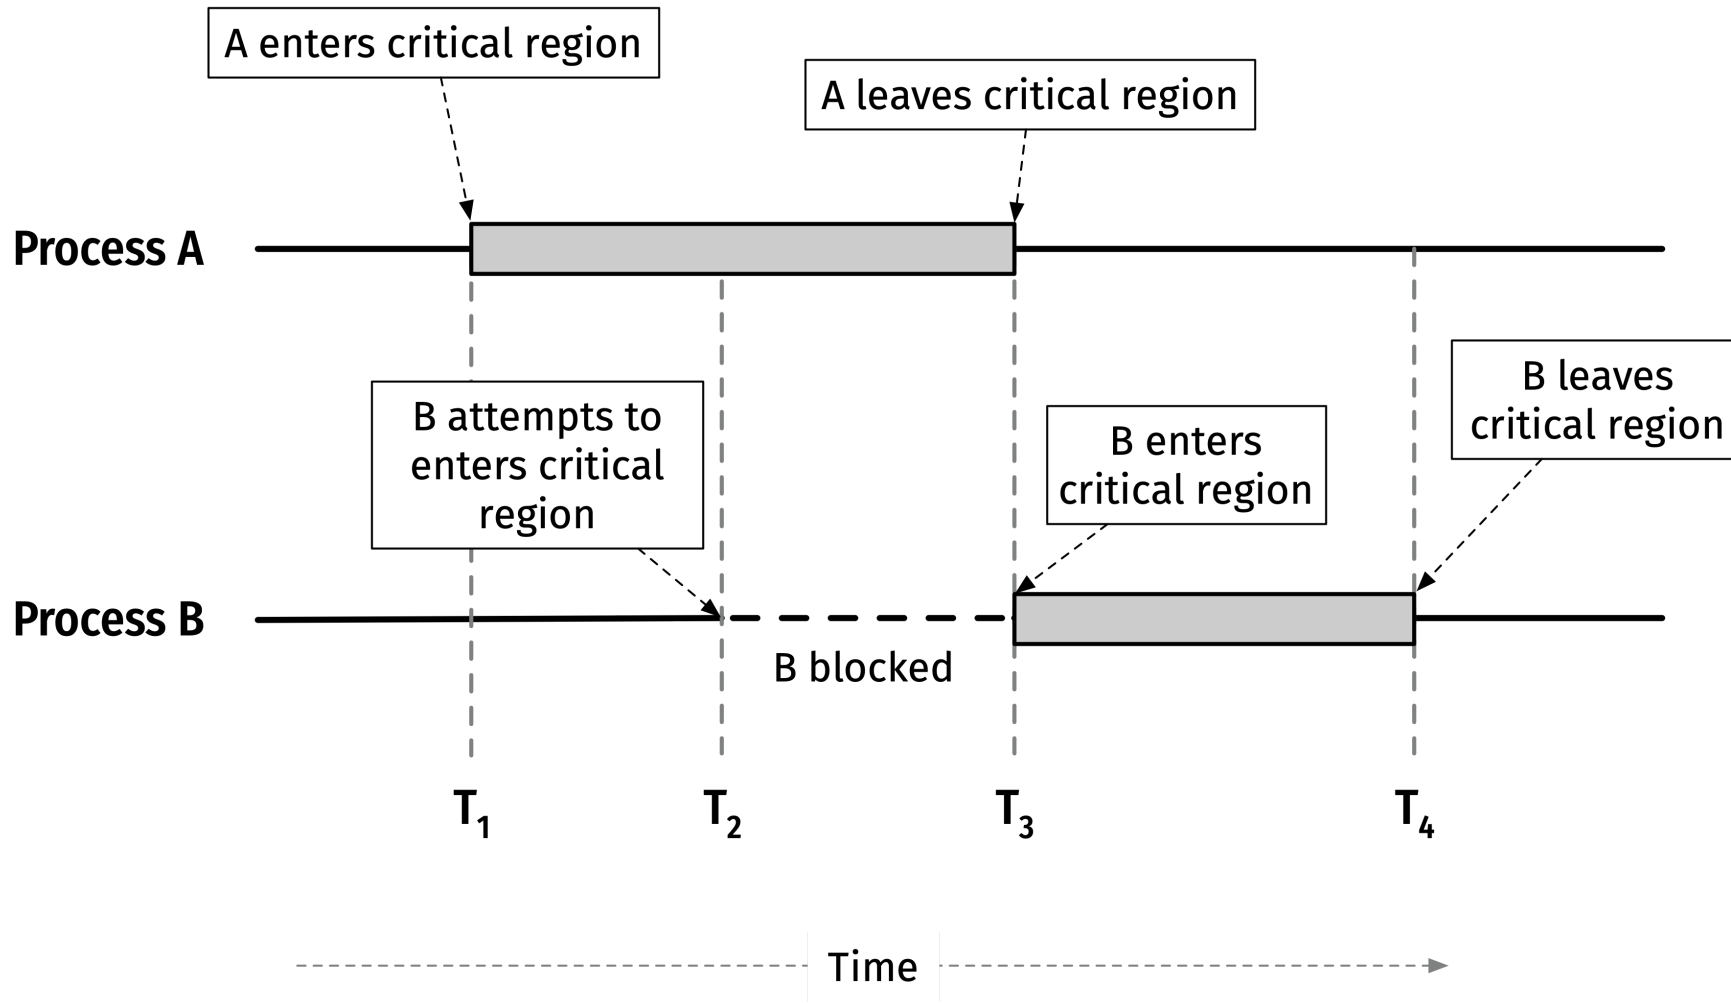 A enters critical region
A leaves critical region
Process A
B attempts to
enters critical
region
B enters
critical region
B leaves
critical region
Process B
B blocked
T₁
T₂
T₃
T₄
Time